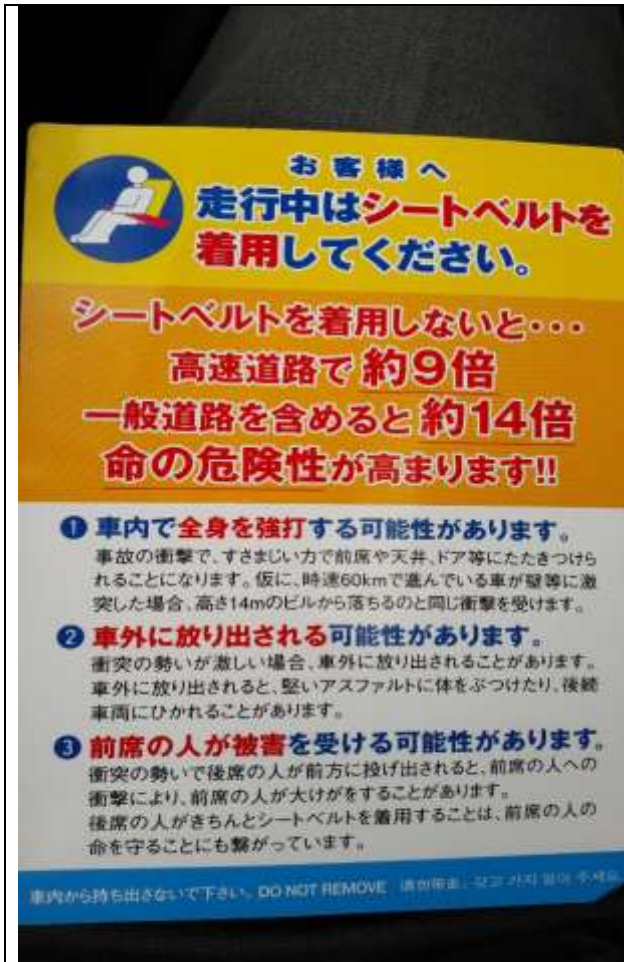 お客様へ
走行中はシートベルトを
着用してください。
シートベルトを着用しないと・・・
高速道路で約9倍
一般道路を含めると約14倍
命の危険性が高まります!!
❶ 車内で全身を強打する可能性があります。
事故の衝撃で、すさまじい力で前席や天井、ドア等にたたきつけら
れることになります。仮に、時速60kmで進んでいる車が壁等に激
突した場合、高さ14mのビルから落ちるのと同じ衝撃を受けます。
❷ 車外に放り出される可能性があります。
衝突の勢いが激しい場合、車外に放り出されることがあります。
車外に放り出されると、堅いアスファルトに体をぶつけたり、後続
車両にひかれることがあります。
❸ 前席の人が被害を受ける可能性があります。
衝突の勢いで後席の人が前方に投げ出されると、前席の人への
衝撃により、前席の人が大けがをすることがあります。
後席の人がきちんとシートベルトを着用することは、前席の人の
命を守ることにも繋がっています。
車内から持ち出さないで下さい。DO NOT REMOVE 請勿帶走。갖고 가지 말아 주세요.